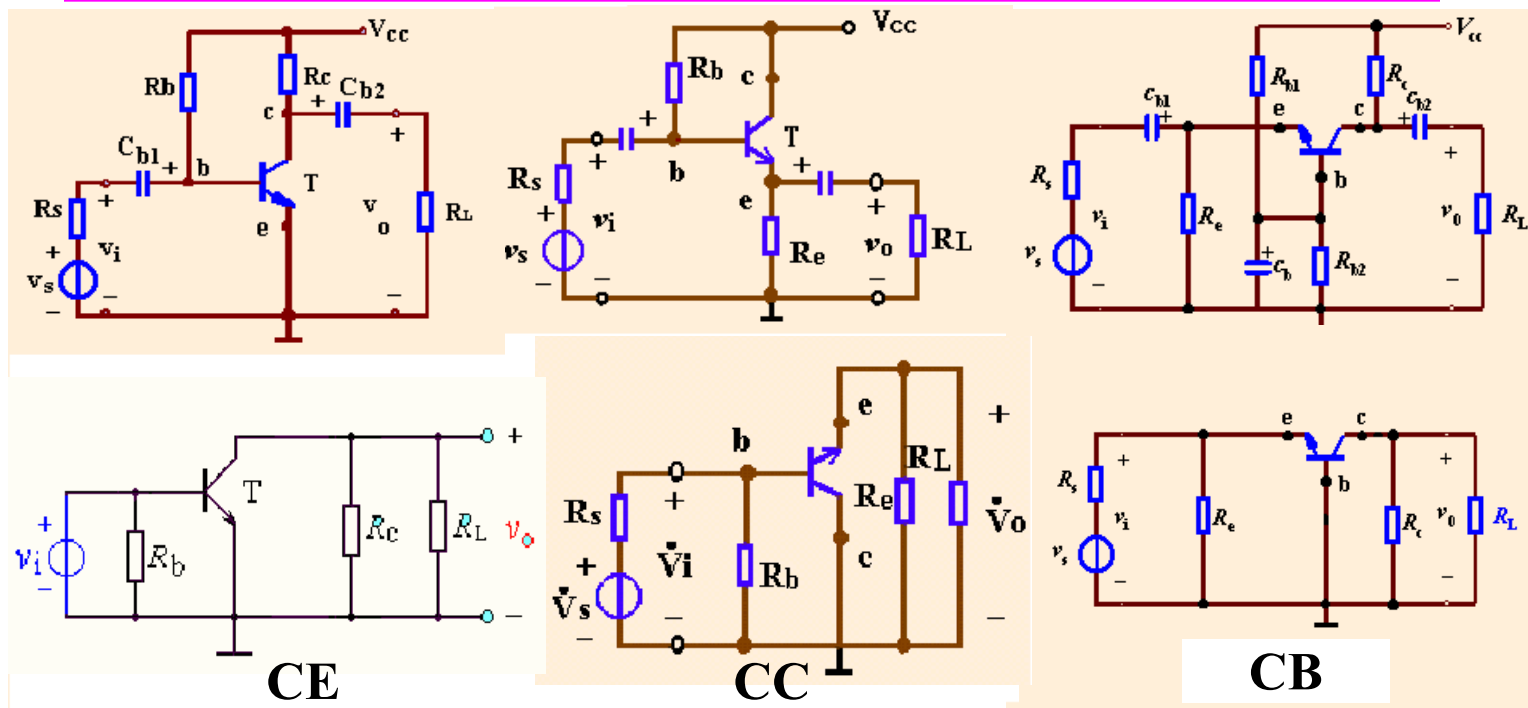 Vcc
Rb
Rc
Cb2
+
c
+
Cb1
+
b
T
Rs
+
e
v
o
RL
+
vi
vs
−
−
−
Vcc
Rb
c
+
T
+
b
+
Rs
e
+
+
vi
vs
Re
vo
RL
−
−
−
Vcc
Rb1
Rc
cb1
+
e
c
+
cb2
b
+
Rs
vi
Re
v0
RL
vs
+
cb
Rb2
−
−
+
T
+
vi
−
Rb
Rc
RL
vo
−
CE
e
+
b
RL
Rs
+
Re
V̇o
V̇i
c
+
Rb
V̇s
−
−
−
CC
e
c
+
+
Rs
b
vi
Re
Rc
v0
RL
vs
−
−
CB